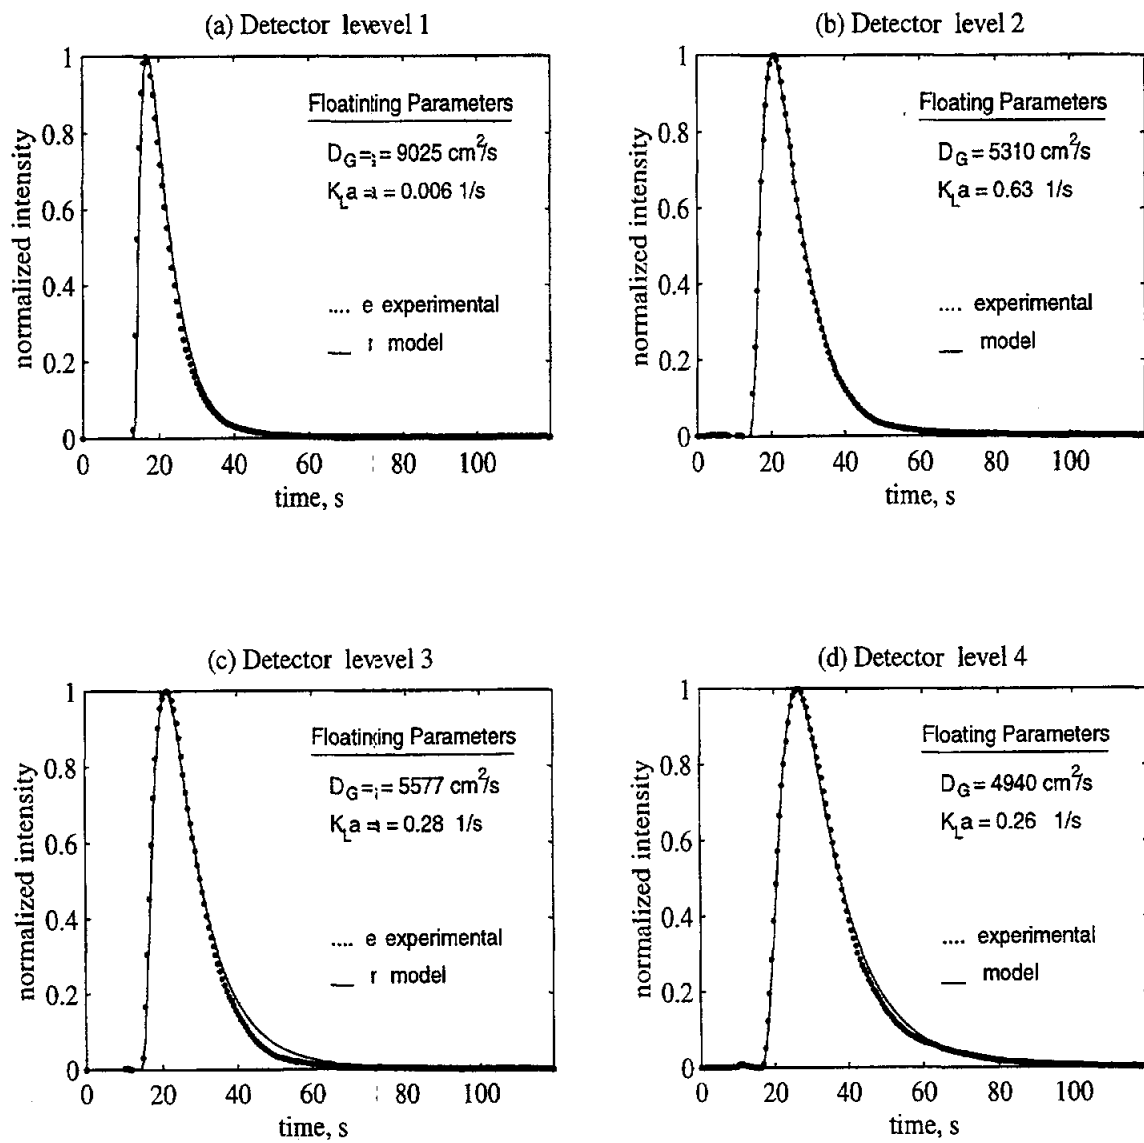 (a) Detector levevel 1
1
0.8
0.6
0.4
0.2
0
0
20
40
60
80
100
normalized intensity
time, s
Floatinting Parameters
D_G=¡= 9025 cm²/s
K_La =a = 0.006 1/s
.... e experimental
__ r model
(b) Detector level 2
1
0.8
0.6
0.4
0.2
0
0
20
40
60
80
100
normalized intensity
time, s
Floating Parameters
D_G = 5310 cm²/s
K_La = 0.63 1/s
.... experimental
__ model
(c) Detector levevel 3
1
0.8
0.6
0.4
0.2
0
0
20
40
60
80
100
normalized intensity
time, s
Floatinking Parameters
D_G=¡= 5577 cm²/s
K_La =a = 0.28 1/s
.... e experimental
__ r model
(d) Detector level 4
1
0.8
0.6
0.4
0.2
0
0
20
40
60
80
100
normalized intensity
time, s
Floating Parameters
D_G = 4940 cm²/s
K_La = 0.26 1/s
.... experimental
__ model